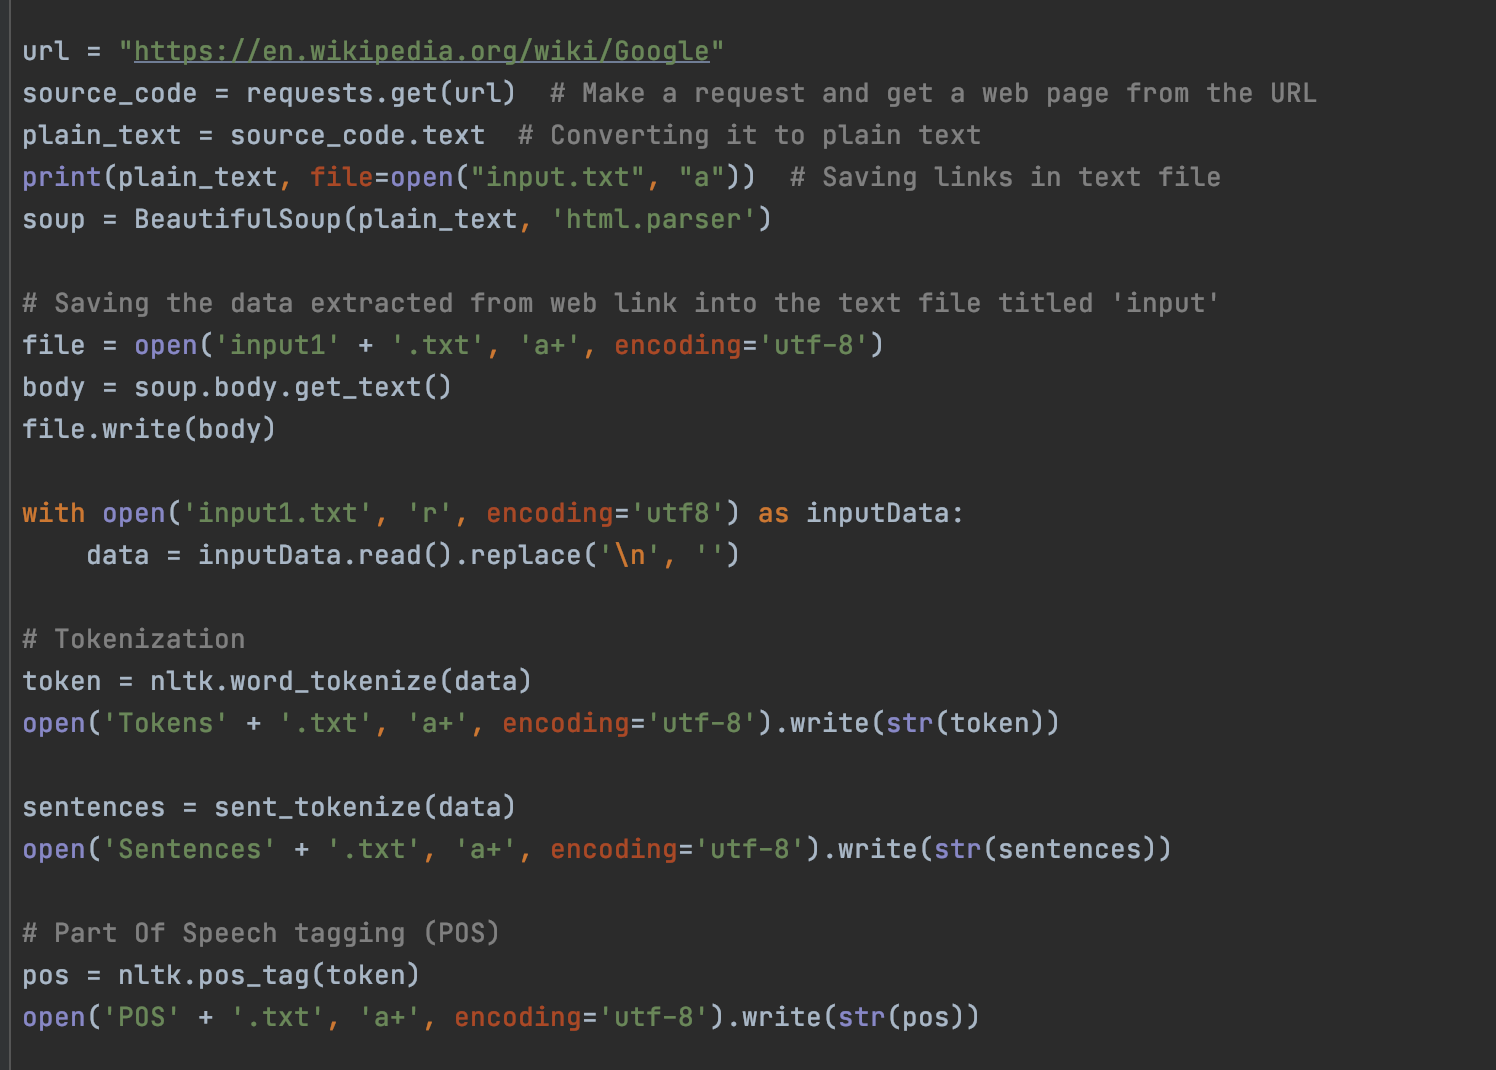 url = "https://en.wikipedia.org/wiki/Google"
source_code = requests.get(url)  # Make a request and get a web page from the URL
plain_text = source_code.text  # Converting it to plain text
print(plain_text, file=open("input.txt", "a"))  # Saving links in text file
soup = BeautifulSoup(plain_text, 'html.parser')

# Saving the data extracted from web link into the text file titled 'input'
file = open('input1' + '.txt', 'a+', encoding='utf-8')
body = soup.body.get_text()
file.write(body)

with open('input1.txt', 'r', encoding='utf8') as inputData:
    data = inputData.read().replace('\n', '')

# Tokenization
token = nltk.word_tokenize(data)
open('Tokens' + '.txt', 'a+', encoding='utf-8').write(str(token))

sentences = sent_tokenize(data)
open('Sentences' + '.txt', 'a+', encoding='utf-8').write(str(sentences))

# Part Of Speech tagging (POS)
pos = nltk.pos_tag(token)
open('POS' + '.txt', 'a+', encoding='utf-8').write(str(pos))